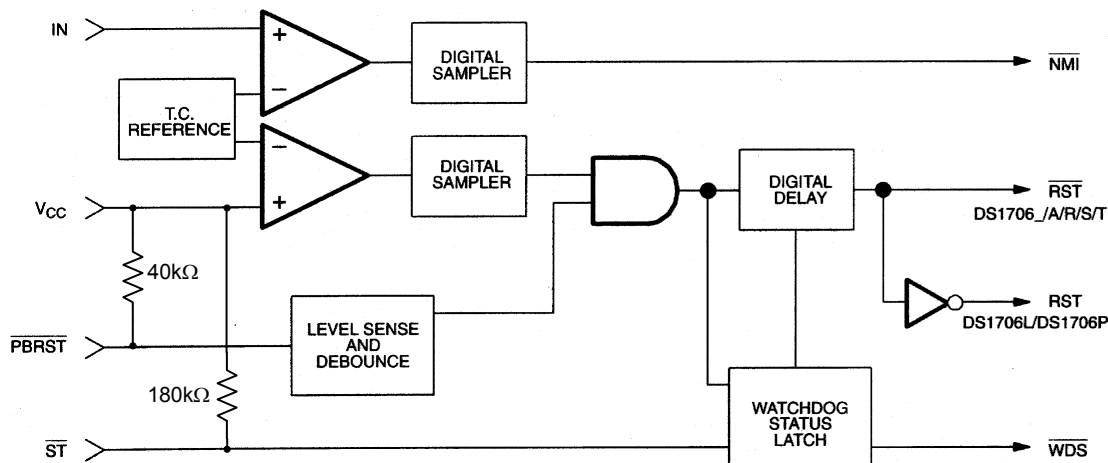 IN
+
−
DIGITAL
SAMPLER
NMI
T.C.
REFERENCE
−
+
DIGITAL
SAMPLER
DIGITAL
DELAY
RST
DS1706_/A/R/S/T
VCC
40kΩ
LEVEL SENSE
AND
DEBOUNCE
RST
DS1706L/DS1706P
PBRST
180kΩ
WATCHDOG
STATUS
LATCH
ST
WDS